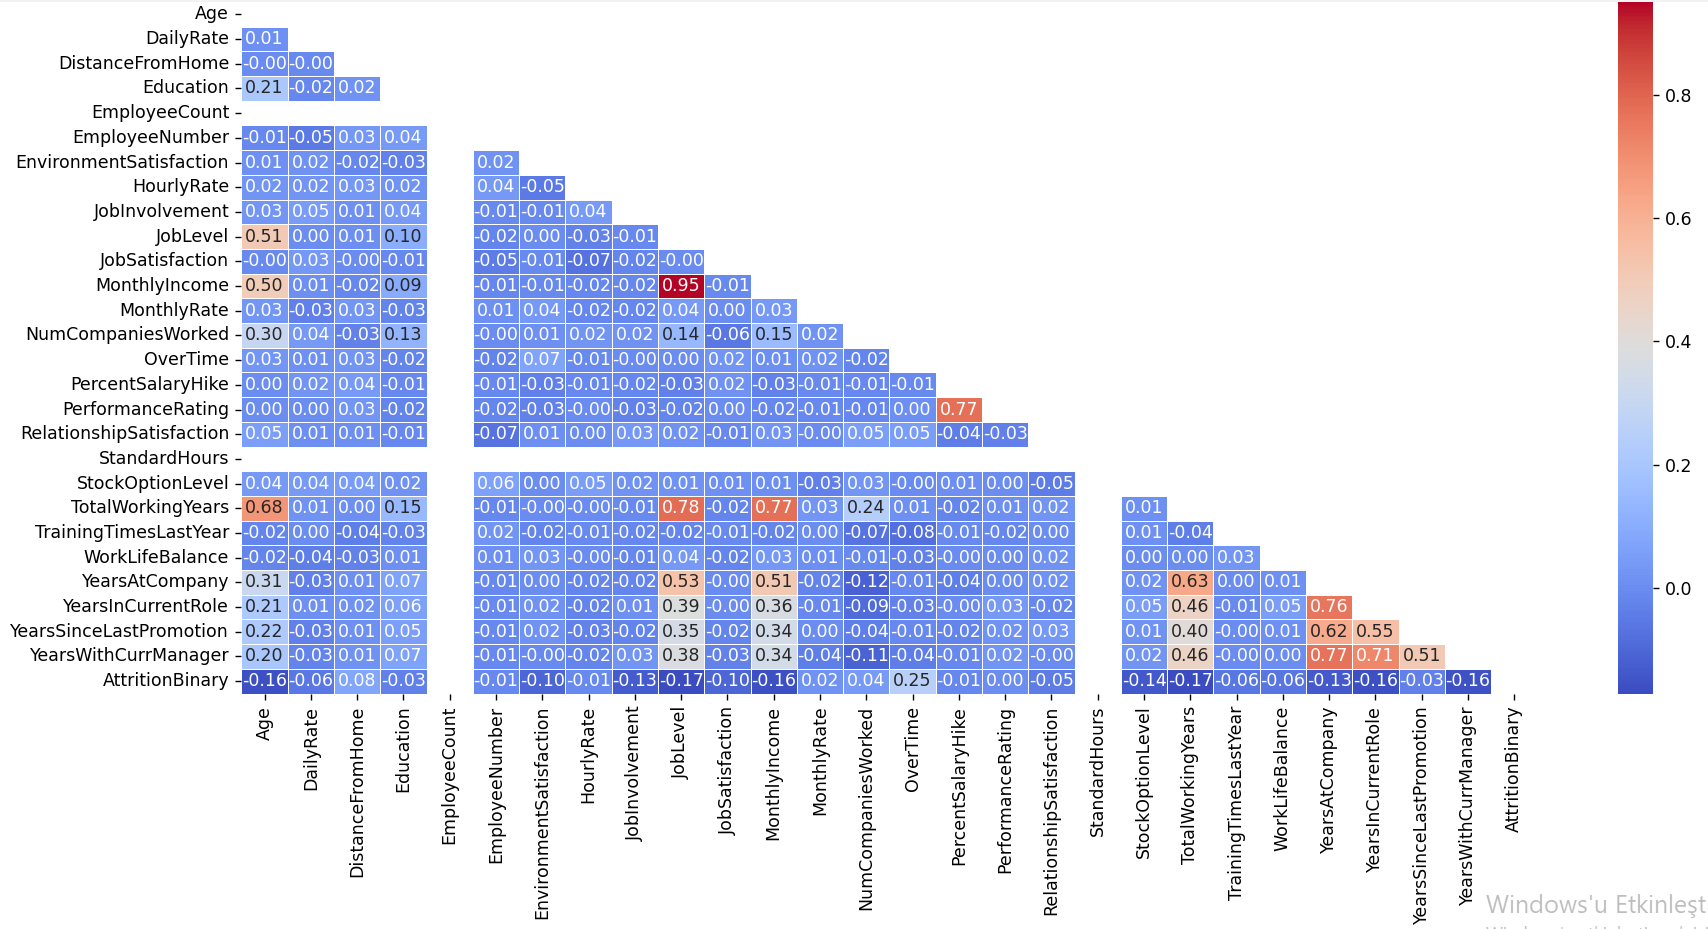 Age
DailyRate 0.01
DistanceFromHome -0.00 -0.00
Education 0.21 -0.02 0.02
EmployeeCount
EmployeeNumber -0.01 -0.05 0.03 0.04
EnvironmentSatisfaction 0.01 0.02 -0.02 -0.03 0.02
HourlyRate 0.02 0.02 0.03 0.02 0.04 -0.05
JobInvolvement 0.03 0.05 0.01 0.04 -0.01 -0.01 0.04
JobLevel 0.51 0.00 0.01 0.10 -0.02 0.00 -0.03 -0.01
JobSatisfaction -0.00 0.03 -0.00 -0.01 -0.05 -0.01 -0.07 -0.02 -0.00
MonthlyIncome 0.50 0.01 -0.02 0.09 -0.01 -0.01 -0.02 -0.02 0.95 -0.01
MonthlyRate 0.03 -0.03 0.03 -0.03 0.01 0.04 -0.02 -0.02 0.04 0.00 0.03
NumCompaniesWorked 0.30 0.04 -0.03 0.13 -0.00 0.01 0.02 0.02 0.14 -0.06 0.15 0.02
OverTime 0.03 0.01 0.03 -0.02 -0.02 0.07 -0.01 -0.00 0.00 0.02 0.01 0.02 -0.02
PercentSalaryHike 0.00 0.02 0.04 -0.01 -0.01 -0.03 -0.01 -0.02 -0.03 0.02 -0.03 -0.01 -0.01 -0.01
PerformanceRating 0.00 0.00 0.03 -0.02 -0.02 -0.03 -0.00 -0.03 -0.02 0.00 -0.02 -0.01 -0.01 0.00 0.77
RelationshipSatisfaction 0.05 0.01 0.01 -0.01 -0.07 0.01 0.00 0.03 0.02 -0.01 0.03 -0.00 0.05 0.05 -0.04 -0.03
StandardHours
StockOptionLevel 0.04 0.04 0.04 0.02 0.06 0.00 0.05 0.02 0.01 0.01 0.01 -0.03 0.03 -0.00 0.01 0.00 -0.05
TotalWorkingYears 0.68 0.01 0.00 0.15 -0.01 -0.00 -0.00 -0.01 0.78 -0.02 0.77 0.03 0.24 0.01 -0.02 0.01 0.02 0.01
TrainingTimesLastYear -0.02 0.00 -0.04 -0.03 0.02 -0.02 -0.01 -0.02 -0.02 -0.01 -0.02 0.00 -0.07 -0.08 -0.01 -0.02 0.00 0.01 -0.04
WorkLifeBalance -0.02 -0.04 -0.03 0.01 0.01 0.03 -0.00 -0.01 0.04 -0.02 0.03 0.01 -0.01 -0.03 -0.00 0.00 0.02 0.00 0.00 0.03
YearsAtCompany 0.31 -0.03 0.01 0.07 -0.01 0.00 -0.02 -0.02 0.53 -0.00 0.51 -0.02 -0.12 -0.01 -0.04 0.00 0.02 0.02 0.63 0.00 0.01
YearsInCurrentRole 0.21 0.01 0.02 0.06 -0.01 0.02 -0.02 0.01 0.39 -0.00 0.36 -0.01 -0.09 -0.03 -0.00 0.03 -0.02 0.05 0.46 -0.01 0.05 0.76
YearsSinceLastPromotion 0.22 -0.03 0.01 0.05 -0.01 0.02 -0.03 -0.02 0.35 -0.02 0.34 0.00 -0.04 -0.01 -0.02 0.02 0.03 0.01 0.40 -0.00 0.01 0.62 0.55
YearsWithCurrManager 0.20 -0.03 0.01 0.07 -0.01 -0.00 -0.02 0.03 0.38 -0.03 0.34 -0.04 -0.11 -0.04 -0.01 0.02 -0.00 0.02 0.46 -0.00 0.00 0.77 0.71 0.51
AttritionBinary -0.16 -0.06 0.08 -0.03 -0.01 -0.10 -0.01 -0.13 -0.17 -0.10 -0.16 0.02 0.04 0.25 -0.01 0.00 -0.05 -0.14 -0.17 -0.06 -0.06 -0.13 -0.16 -0.03 -0.16
Age
DailyRate
DistanceFromHome
Education
EmployeeCount
EmployeeNumber
EnvironmentSatisfaction
HourlyRate
JobInvolvement
JobLevel
JobSatisfaction
MonthlyIncome
MonthlyRate
NumCompaniesWorked
OverTime
PercentSalaryHike
PerformanceRating
RelationshipSatisfaction
StandardHours
StockOptionLevel
TotalWorkingYears
TrainingTimesLastYear
WorkLifeBalance
YearsAtCompany
YearsInCurrentRole
YearsSinceLastPromotion
YearsWithCurrManager
AttritionBinary
0.8
0.6
0.4
0.2
0.0
Windows'u Etkinleşt